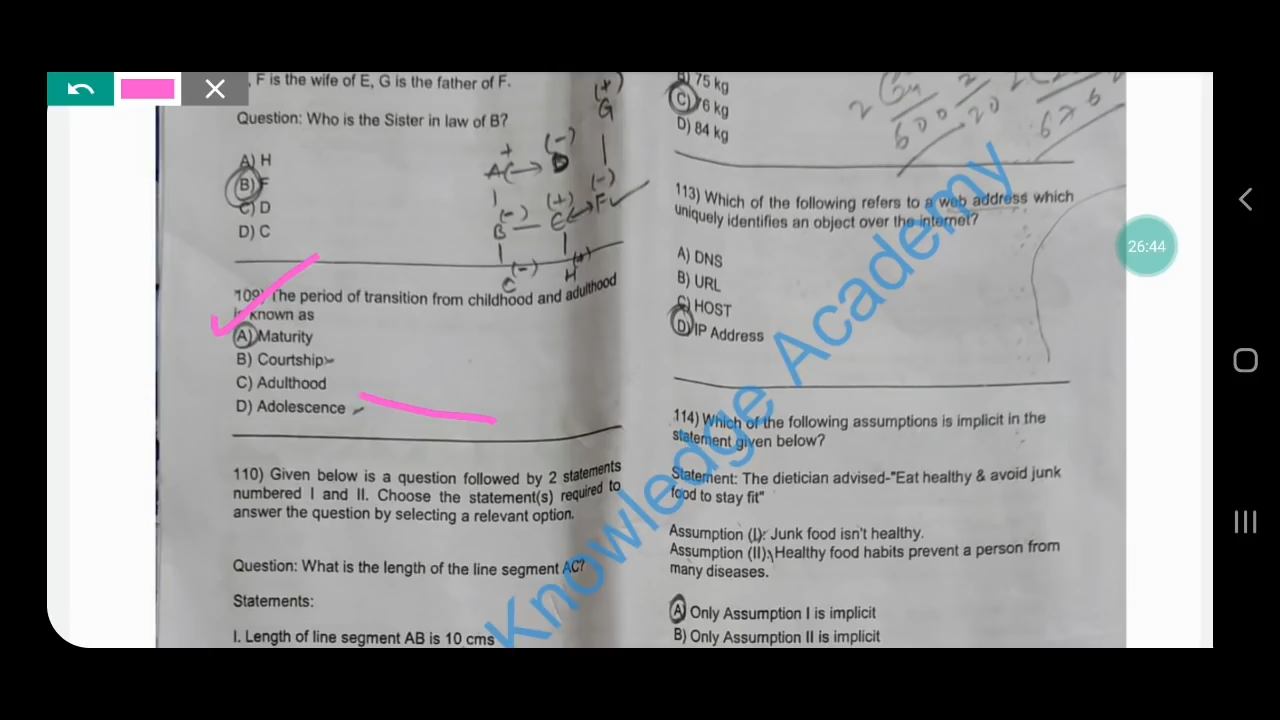 , F is the wife of E, G is the father of F.
Question: Who is the Sister in law of B?
A) H
B) F
C) D
D) C
109) The period of transition from childhood and adulthood
is known as
A) Maturity
B) Courtship
C) Adulthood
D) Adolescence
110) Given below is a question followed by 2 statements
numbered I and II. Choose the statement(s) required to
answer the question by selecting a relevant option.
Question: What is the length of the line segment AC?
Statements:
I. Length of line segment AB is 10 cms
(+)
G
+ (-)
A D
(-) (+) (-)
B E F
(-) (+)
C H
B) 75 kg
C) 76 kg
D) 84 kg
113) Which of the following refers to a web address which
uniquely identifies an object over the internet?
A) DNS
B) URL
C) HOST
D) IP Address
114) Which of the following assumptions is implicit in the
statement given below?
Statement: The dietician advised-"Eat healthy & avoid junk
food to stay fit"
Assumption (I): Junk food isn't healthy.
Assumption (II): Healthy food habits prevent a person from
many diseases.
A) Only Assumption I is implicit
B) Only Assumption II is implicit
Knowledge Academy
26:44